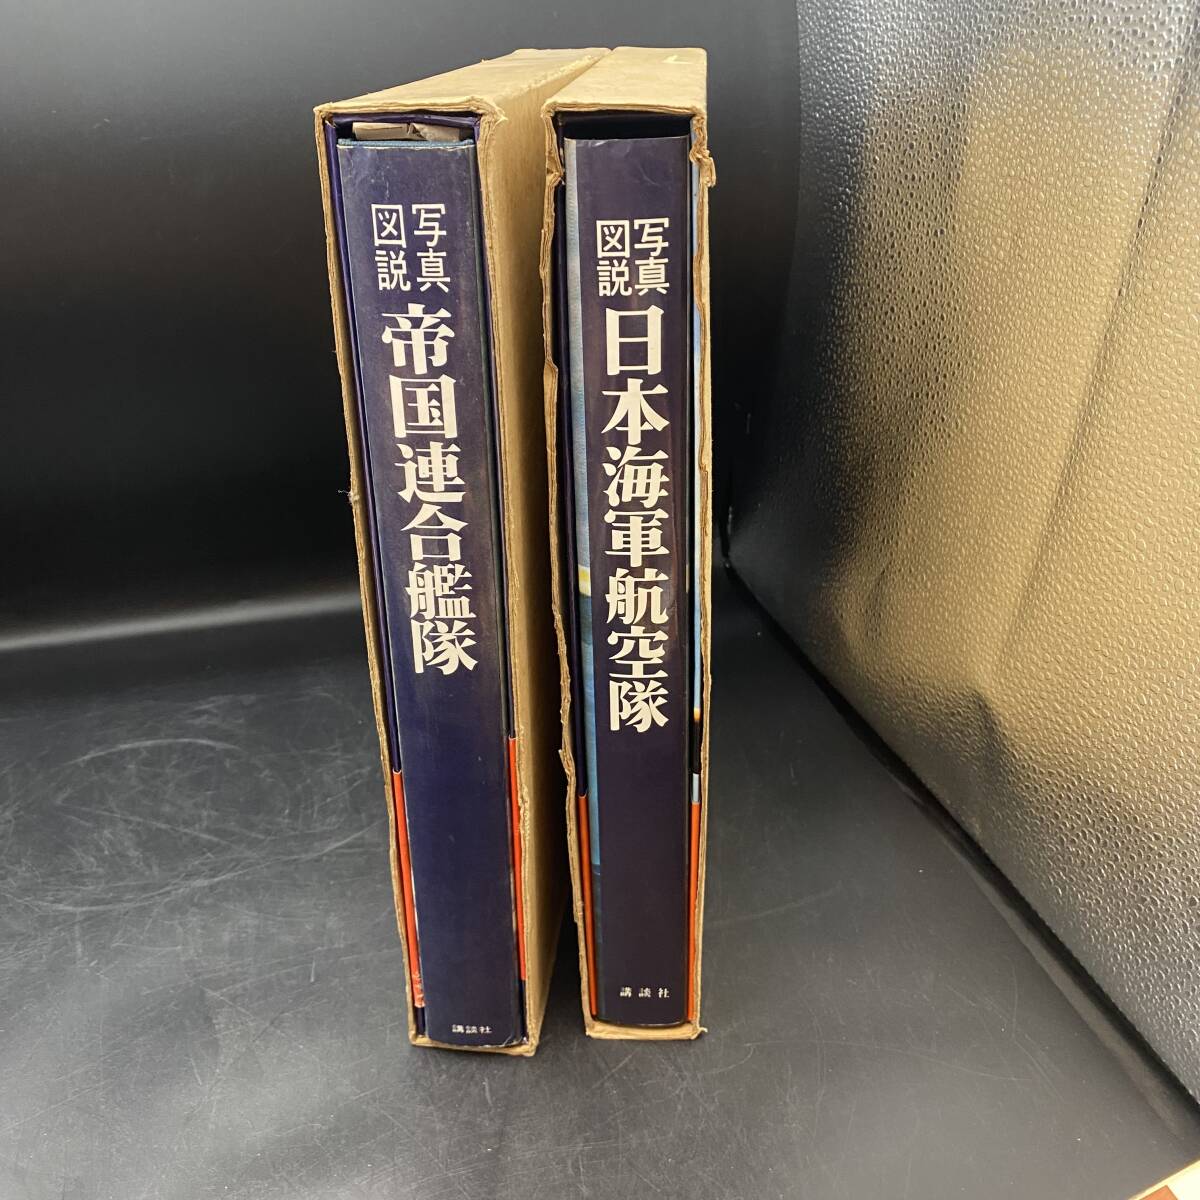 写真
図説
帝国連合艦隊
講談社
写真
図説
日本海軍航空隊
講談社